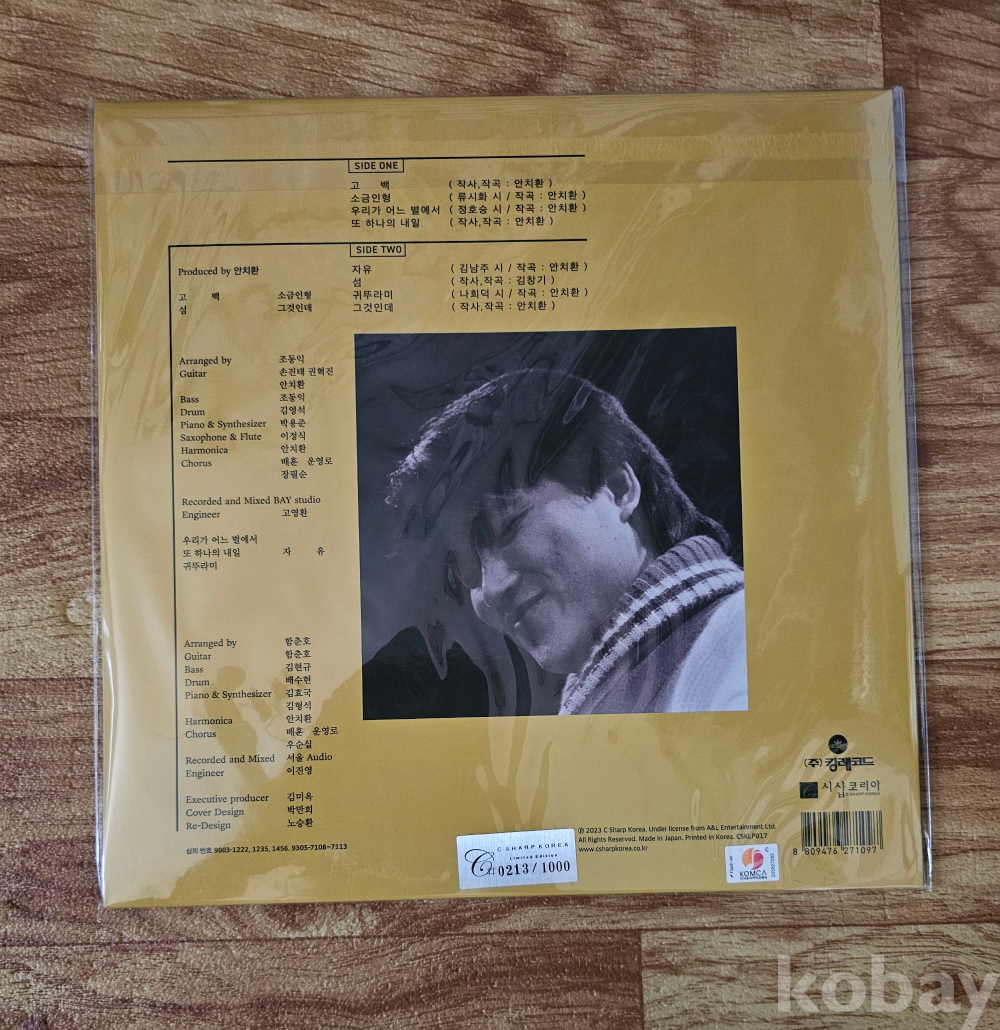 SIDE ONE
고 백 ( 작사,작곡 : 안치환 )
소금인형 ( 류시화 시 / 작곡 : 안치환 )
우리가 어느 별에서 ( 정호승 시 / 작곡 : 안치환 )
또 하나의 내일 ( 작사,작곡 : 안치환 )
SIDE TWO
자유 ( 김남주 시 / 작곡 : 안치환 )
섬 ( 작사,작곡 : 김창기 )
귀뚜라미 ( 나희덕 시 / 작곡 : 안치환 )
그것인데 ( 작사,작곡 : 안치환 )
Produced by 안치환
고 백 소금인형
섬 그것인데
Arranged by 조동익
Guitar 손진태 권혁진
안치환
Bass 조동익
Drum 김영석
Piano & Synthesizer 박용준
Saxophone & Flute 이정식
Harmonica 안치환
Chorus 배훈 윤영로
장필순
Recorded and Mixed BAY studio
Engineer 고영환
우리가 어느 별에서
또 하나의 내일 자 유
귀뚜라미
Arranged by 함춘호
Guitar 함춘호
Bass 김현규
Drum 배수현
Piano & Synthesizer 김효국
김형석
Harmonica 안치환
Chorus 배훈 윤영로
우순실
Recorded and Mixed 서울 Audio
Engineer 이진영
Executive producer 김미옥
Cover Design 박만희
Re-Design 노승환
심의 번호 9003-1222, 1235, 1456, 9305-7108~7113
C SHARP KOREA
Limited Edition
C# 0213 / 1000
℗ 2023 C Sharp Korea. Under license from A&L Entertainment Ltd.
All Rights Reserved. Made in Japan. Printed in Korea. CSKLP017
www.csharpkorea.co.kr
(주) 킹레코드
시샵코리아
C SHARP KOREA
KOMCA
8 809476 271097
kobay